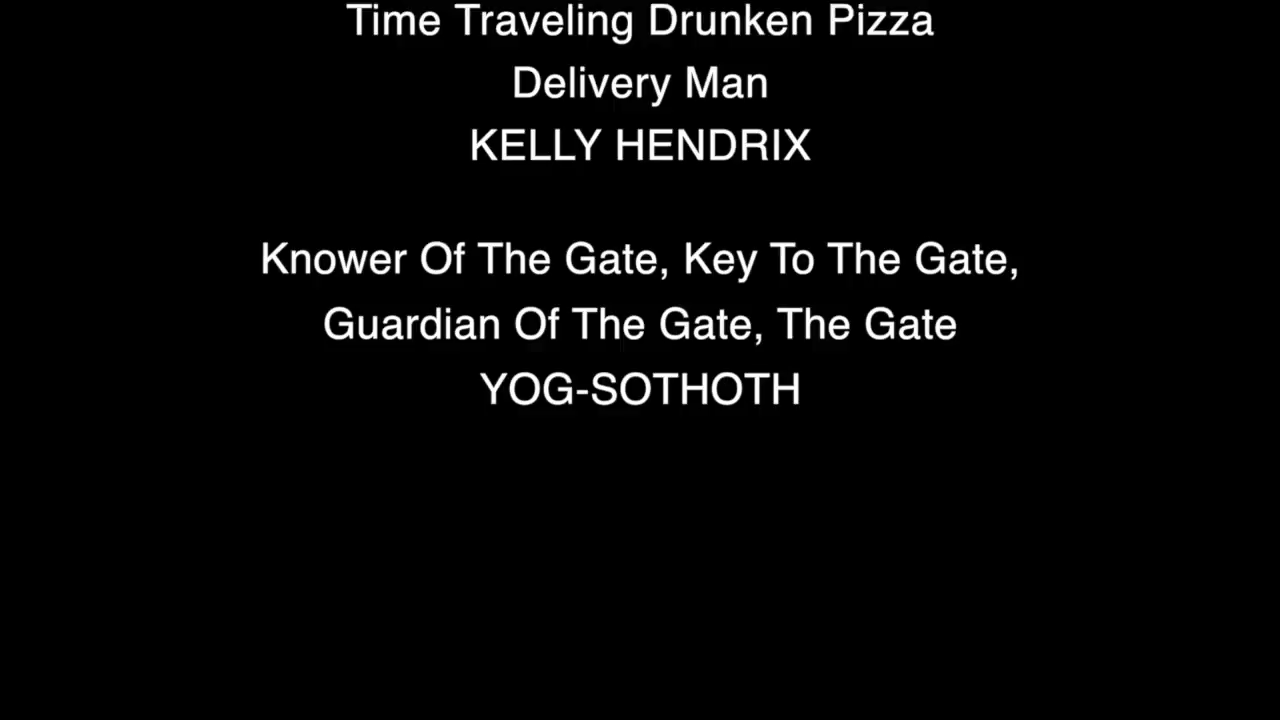 Time Traveling Drunken Pizza
Delivery Man
KELLY HENDRIX
Knower Of The Gate, Key To The Gate,
Guardian Of The Gate, The Gate
YOG-SOTHOTH